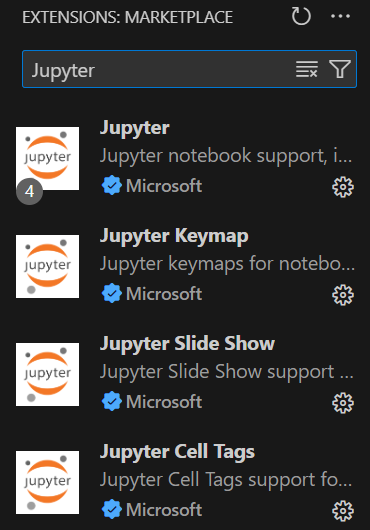 EXTENSIONS: MARKETPLACE
Jupyter
Jupyter
Jupyter notebook support, i...
Microsoft
jupyter
4
Jupyter Keymap
Jupyter keymaps for notebo...
Microsoft
jupyter
Jupyter Slide Show
Jupyter Slide Show support ...
Microsoft
jupyter
Jupyter Cell Tags
Jupyter Cell Tags support fo...
Microsoft
jupyter